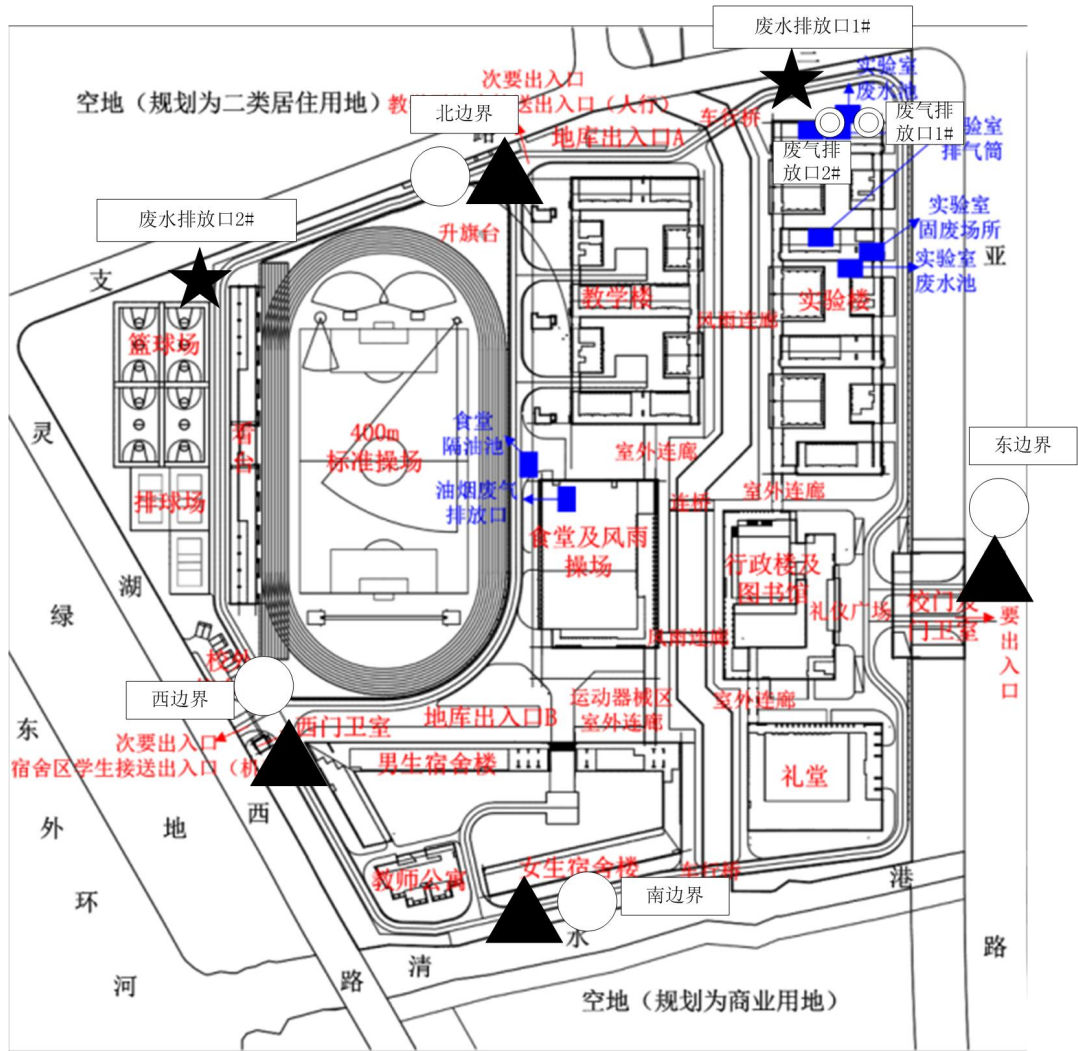 废水排放口1#
二
实验室
废水池
次要出入口
空地（规划为二类居住用地）
送出入口（人行）
北边界
路
车行桥
废气排
放口1#
地库出入口A
验室
排气筒
废气排
放口2#
废水排放口2#
升旗台
实验室
固废场所
支
亚
实验室
废水池
教学楼
实验楼
风雨连廊
篮球场
灵
看
台
400m
标准操场
食堂
隔油池
室外连廊
东边界
排球场
油烟废气
排放口
连桥
室外连廊
食堂及风雨
操场
行政楼及
图书馆
湖
绿
礼仪广场
校门及
门卫室
要
出
入
口
风雨连廊
校
西边界
运动器械区
室外连廊
室外连廊
地库出入口B
西门卫室
东
次要出入口
宿舍区学生接送出入口（机
男生宿舍楼
礼堂
西
外
地
教师公寓
女生宿舍楼
车行桥
港
环
南边界
水
路
清
路
河
空地（规划为商业用地）